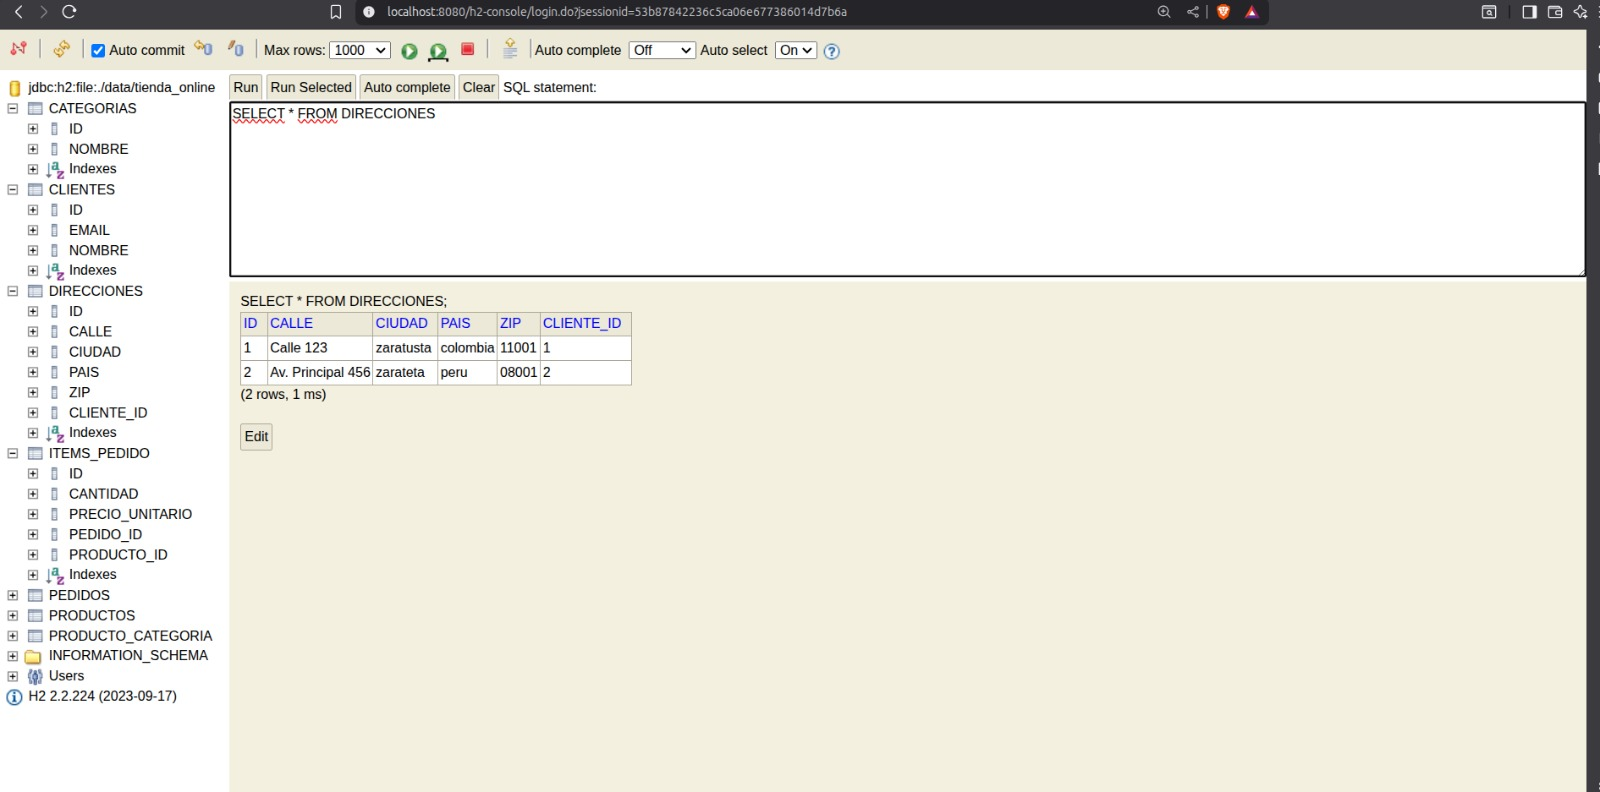 localhost:8080/h2-console/login.do?jsessionid=53b87842236c5ca06e677386014d7b6a
Auto commit Max rows: 1000 Auto complete Off Auto select On
jdbc:h2:file:./data/tienda_online
CATEGORIAS
ID
NOMBRE
Indexes
CLIENTES
ID
EMAIL
NOMBRE
Indexes
DIRECCIONES
ID
CALLE
CIUDAD
PAIS
ZIP
CLIENTE_ID
Indexes
ITEMS_PEDIDO
ID
CANTIDAD
PRECIO_UNITARIO
PEDIDO_ID
PRODUCTO_ID
Indexes
PEDIDOS
PRODUCTOS
PRODUCTO_CATEGORIA
INFORMATION_SCHEMA
Users
H2 2.2.224 (2023-09-17)
Run Run Selected Auto complete Clear SQL statement:
SELECT * FROM DIRECCIONES
SELECT * FROM DIRECCIONES;
ID CALLE CIUDAD PAIS ZIP CLIENTE_ID
1 Calle 123 zaratusta colombia 11001 1
2 Av. Principal 456 zarateta peru 08001 2
(2 rows, 1 ms)
Edit